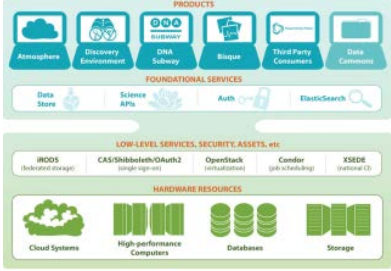 PRODUCTS
DNA
SUBWAY
Atmosphere
Discovery
Environment
DNA
Subway
Bisque
Third Party
Consumers
Data
Commons
FOUNDATIONAL SERVICES
Data
Store
Science
APIs
Auth
ElasticSearch
LOW-LEVEL SERVICES, SECURITY, ASSETS, etc
iRODS
(federated storage)
CAS/Shibboleth/OAuth2
(single sign-on)
OpenStack
(virtualization)
Condor
(job scheduling)
XSEDE
(national CI)
HARDWARE RESOURCES
Cloud Systems
High-performance
Computers
Databases
Storage